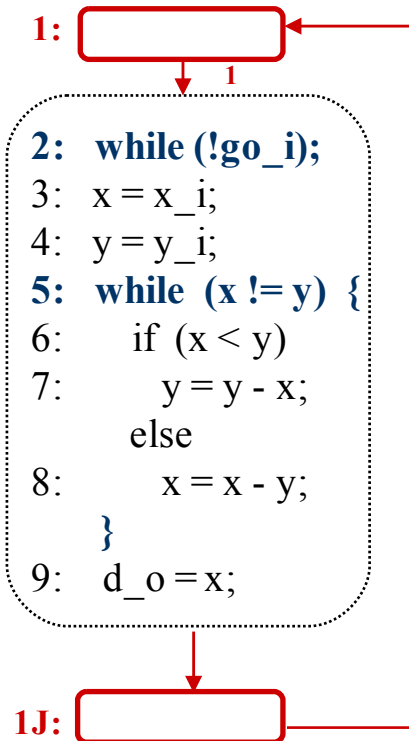 1:
1
2: while (!go_i);
3: x = x_i;
4: y = y_i;
5: while (x != y) {
6: if (x < y)
7: y = y - x;
else
8: x = x - y;
}
9: d_o = x;
1J: